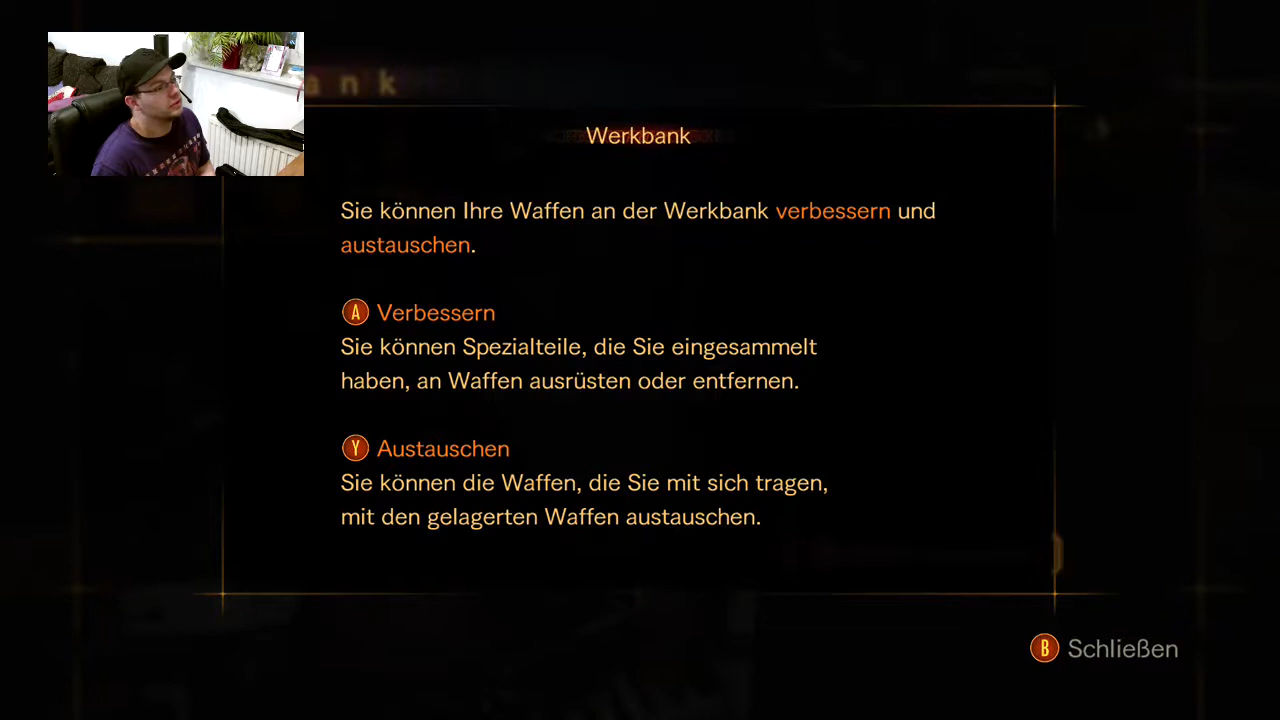 ank
Werkbank
Sie können Ihre Waffen an der Werkbank verbessern und
austauschen.
A Verbessern
Sie können Spezialteile, die Sie eingesammelt
haben, an Waffen ausrüsten oder entfernen.
Y Austauschen
Sie können die Waffen, die Sie mit sich tragen,
mit den gelagerten Waffen austauschen.
B Schließen